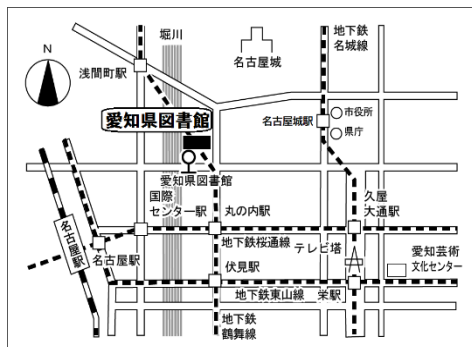 堀川
地下鉄
名城線
N
名古屋城
浅間町駅
愛知県図書館
名古屋城駅
市役所
県庁
愛知県図書館
国際
センター駅
丸の内駅
久屋
大通駅
名古屋駅
名古屋駅
地下鉄桜通線
テレビ塔
愛知芸術
文化センター
伏見駅
地下鉄東山線
栄駅
地下鉄
鶴舞線